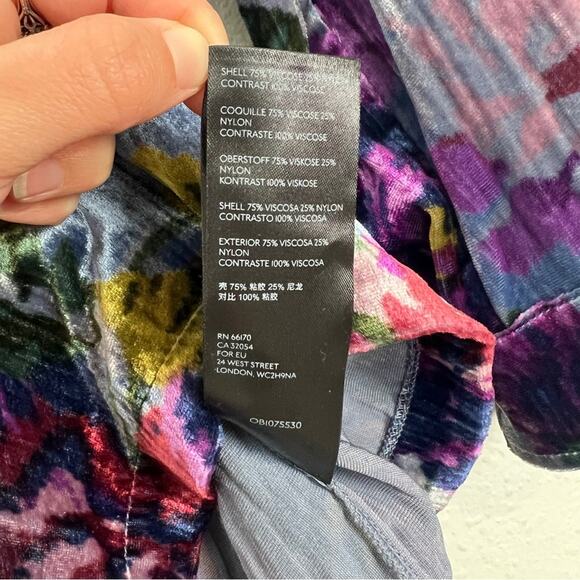 SHELL 75% VISCOSE 25% NYLON
CONTRAST 100% VISCOSE
COQUILLE 75% VISCOSE 25%
NYLON
CONTRASTE 100% VISCOSE
OBERSTOFF 75% VISKOSE 25%
NYLON
KONTRAST 100% VISKOSE
SHELL 75% VISCOSA 25% NYLON
CONTRASTO 100% VISCOSA
EXTERIOR 75% VISCOSA 25%
NYLON
CONTRASTE 100% VISCOSA
壳 75% 粘胶 25% 尼龙
对比 100% 粘胶
RN 66170
CA 32054
FOR EU
24 WEST STREET
LONDON, WC2H9NA
OB1075530